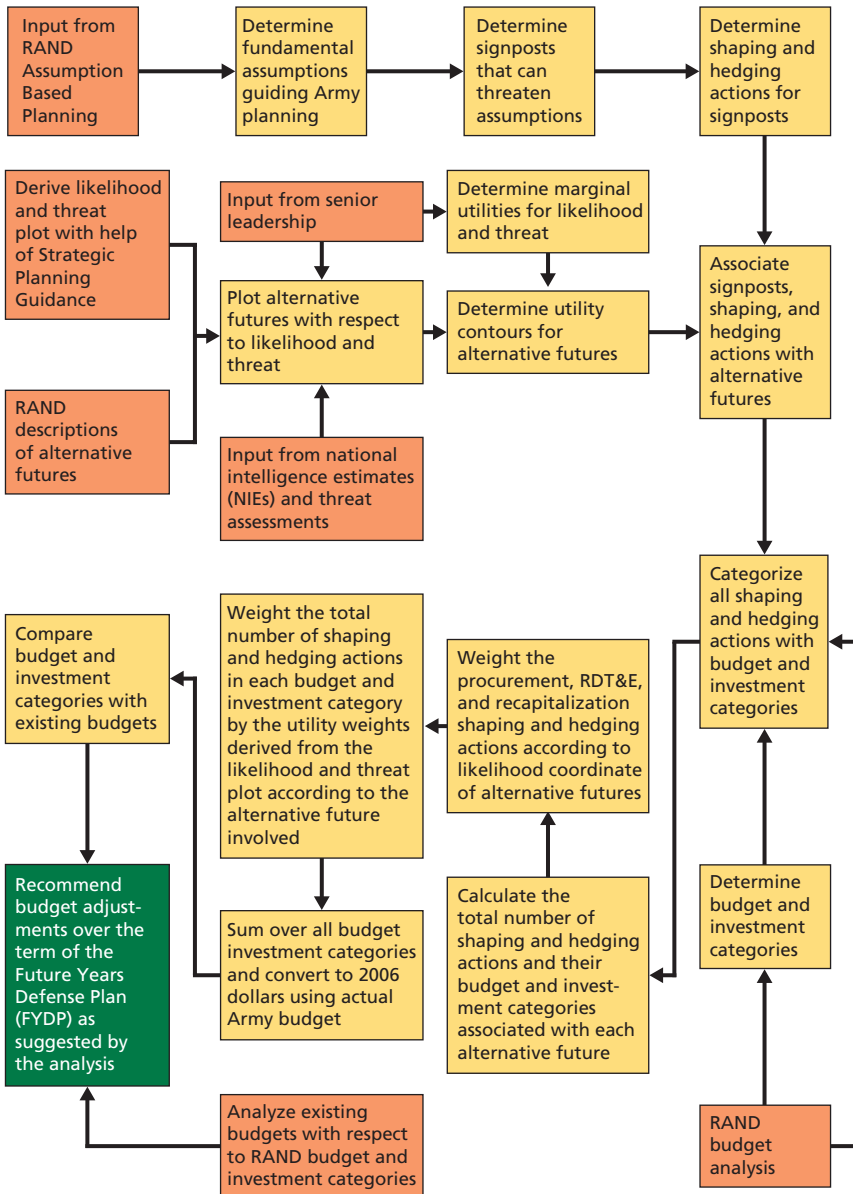 Input from
RAND
Assumption
Based
Planning
Determine
fundamental
assumptions
guiding Army
planning
Determine
signposts
that can
threaten
assumptions
Determine
shaping and
hedging
actions for
signposts
Derive likelihood
and threat
plot with help
of Strategic
Planning
Guidance
Input from senior
leadership
Determine marginal
utilities for likelihood
and threat
Plot alternative
futures with respect
to likelihood and
threat
Determine utility
contours for
alternative futures
Associate
signposts,
shaping, and
hedging
actions with
alternative
futures
RAND
descriptions
of alternative
futures
Input from national
intelligence estimates
(NIEs) and threat
assessments
Compare
budget and
investment
categories with
existing budgets
Weight the total
number of shaping
and hedging actions
in each budget and
investment category
by the utility weights
derived from the
likelihood and threat
plot according to the
alternative future
involved
Weight the
procurement, RDT&E,
and recapitalization
shaping and hedging
actions according to
likelihood coordinate
of alternative futures
Categorize
all shaping
and hedging
actions with
budget and
investment
categories
Recommend
budget adjust-
ments over the
term of the
Future Years
Defense Plan
(FYDP) as
suggested by
the analysis
Sum over all budget
investment categories
and convert to 2006
dollars using actual
Army budget
Calculate the
total number of
shaping and hedging
actions and their
budget and invest-
ment categories
associated with each
alternative future
Determine
budget and
investment
categories
Analyze existing
budgets with respect
to RAND budget and
investment categories
RAND
budget
analysis